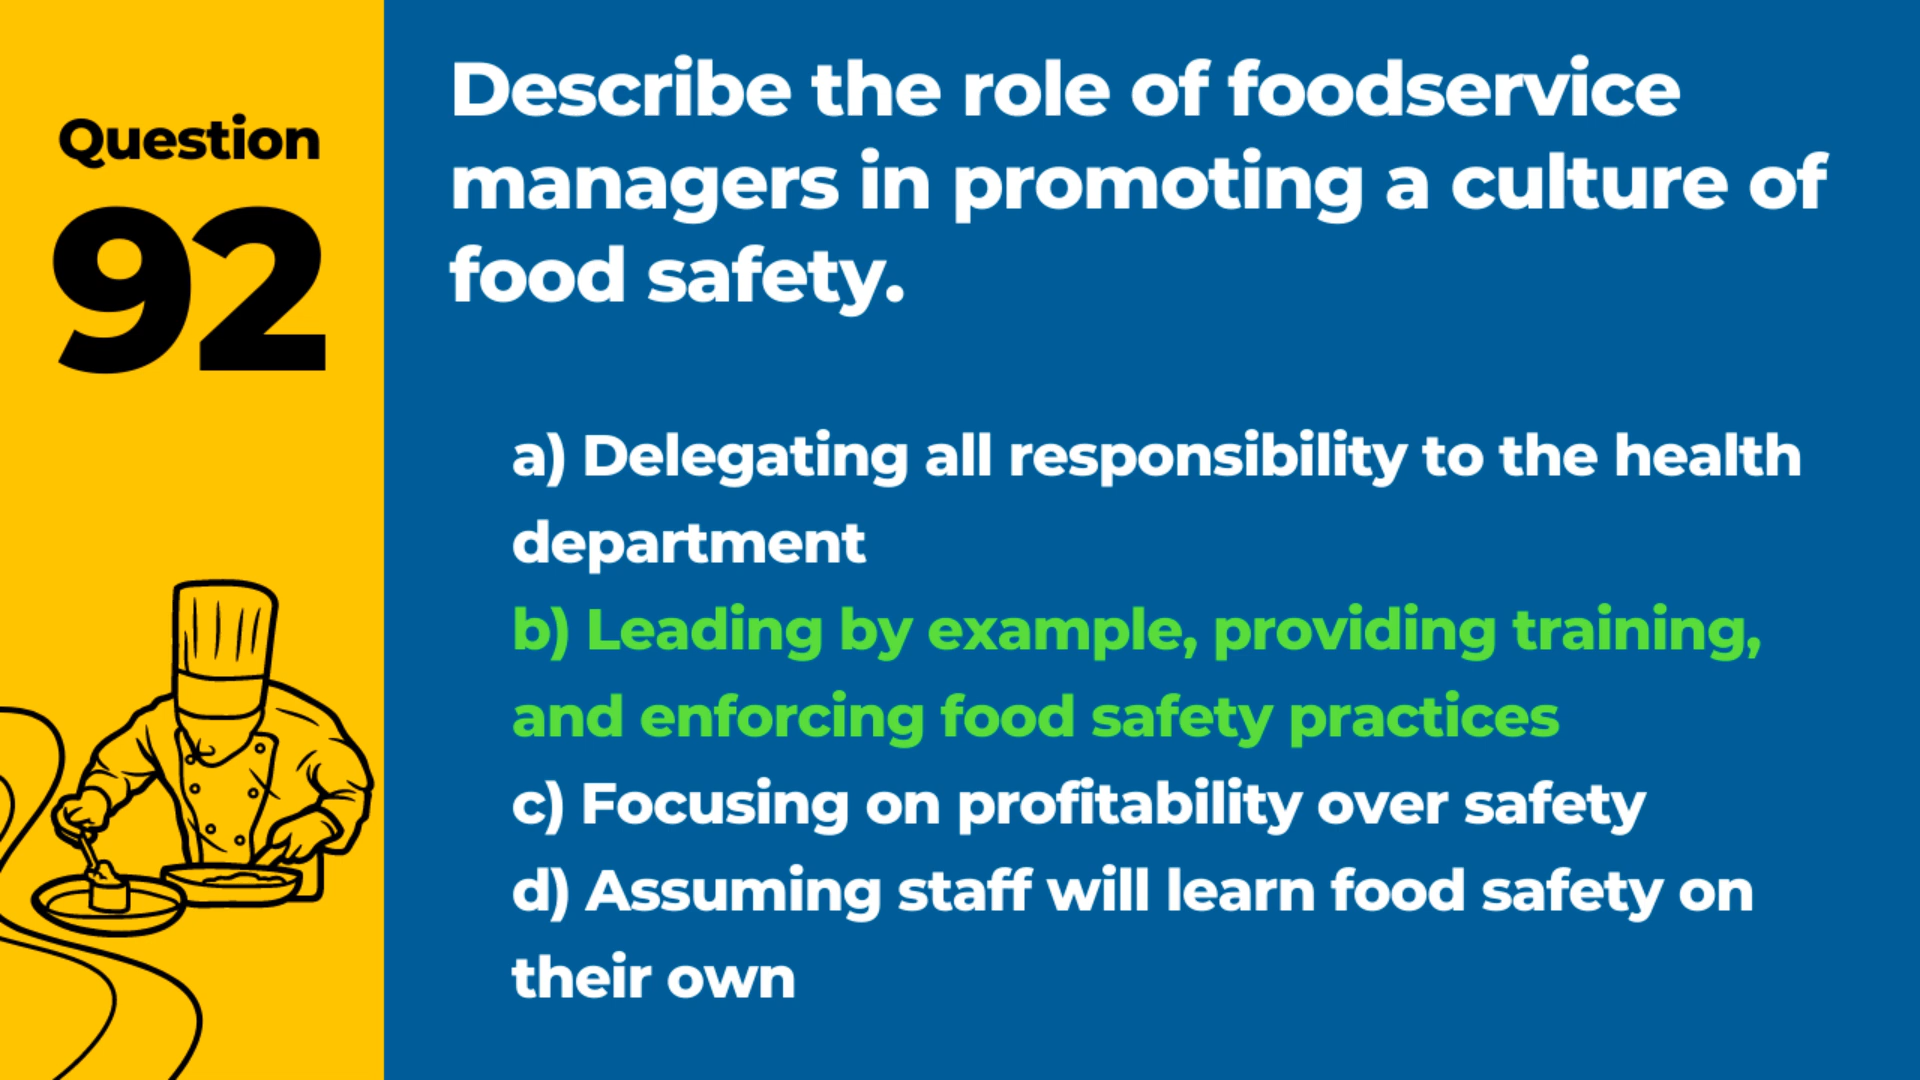 Question
92
Describe the role of foodservice
managers in promoting a culture of
food safety.
a) Delegating all responsibility to the health
department
b) Leading by example, providing training,
and enforcing food safety practices
c) Focusing on profitability over safety
d) Assuming staff will learn food safety on
their own